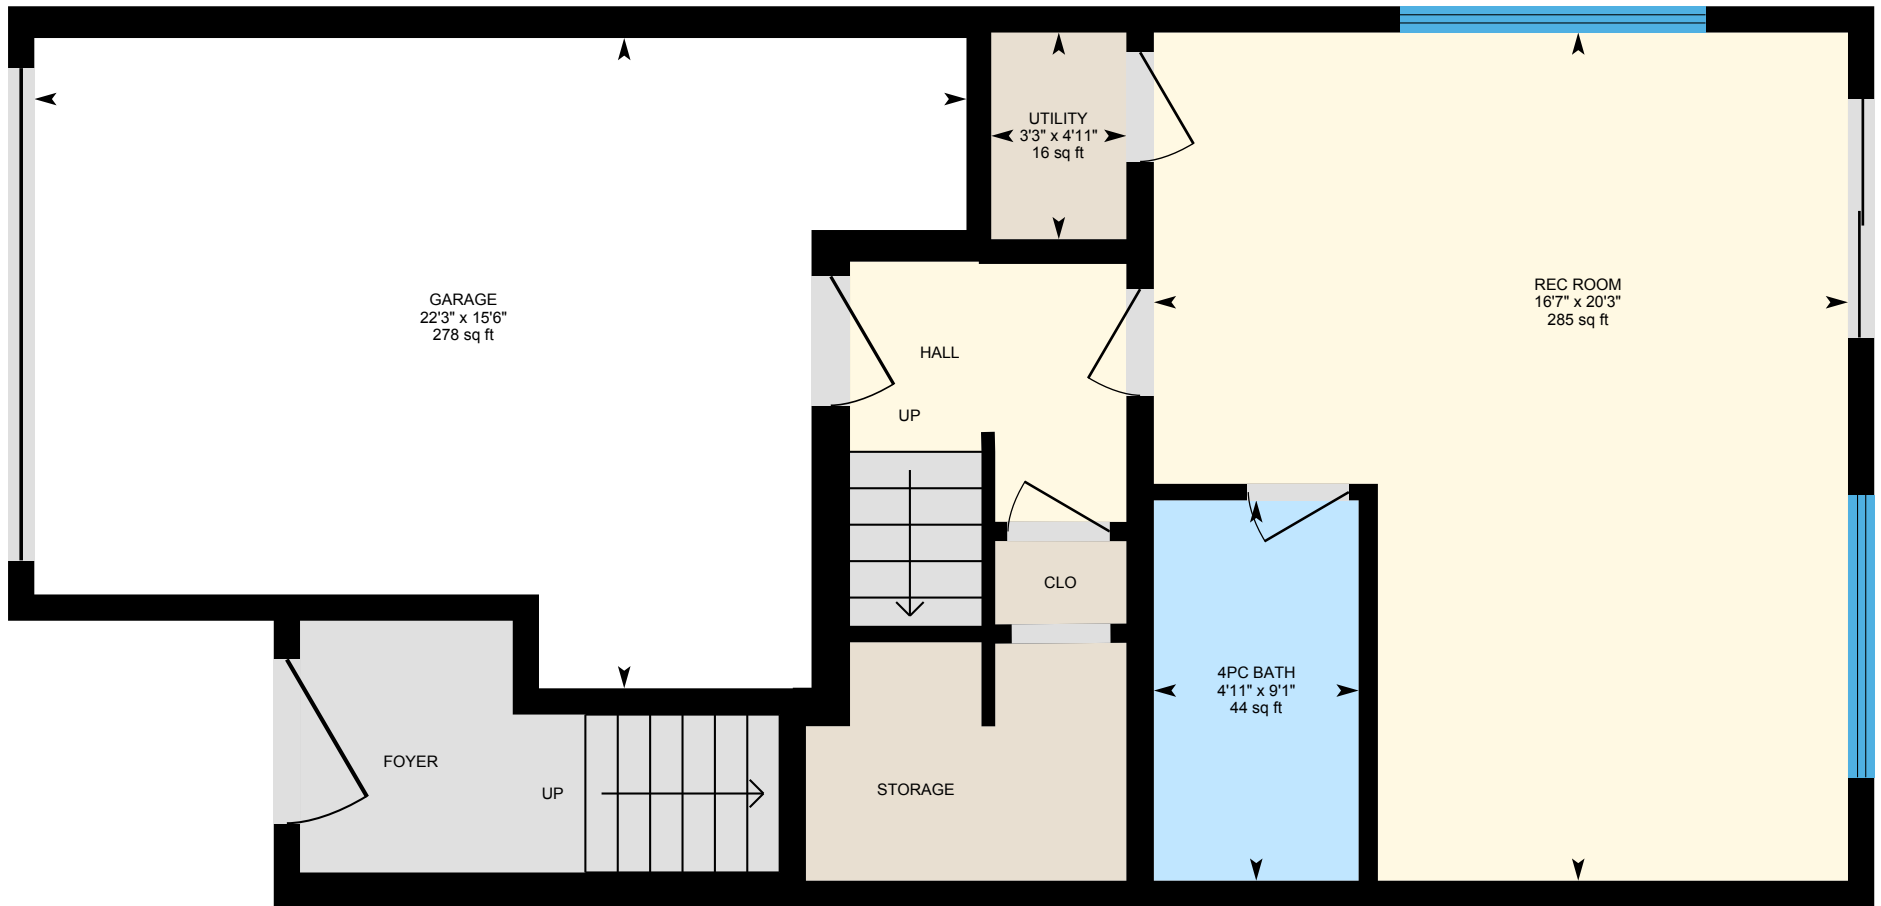 UTILITY
3'3" x 4'11"
16 sq ft
GARAGE
22'3" x 15'6"
278 sq ft
REC ROOM
16'7" x 20'3"
285 sq ft
HALL
UP
CLO
4PC BATH
4'11" x 9'1"
44 sq ft
FOYER
UP
STORAGE